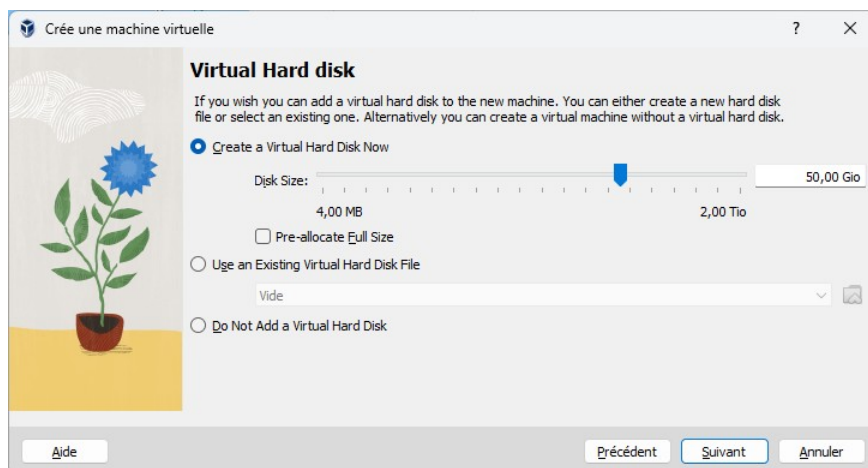 Crée une machine virtuelle
?
Virtual Hard disk
If you wish you can add a virtual hard disk to the new machine. You can either create a new hard disk
file or select an existing one. Alternatively you can create a virtual machine without a virtual hard disk.
Create a Virtual Hard Disk Now
Disk Size:
50,00 Gio
4,00 MB
2,00 Tio
Pre-allocate Full Size
Use an Existing Virtual Hard Disk File
Vide
Do Not Add a Virtual Hard Disk
Aide
Précédent
Suivant
Annuler